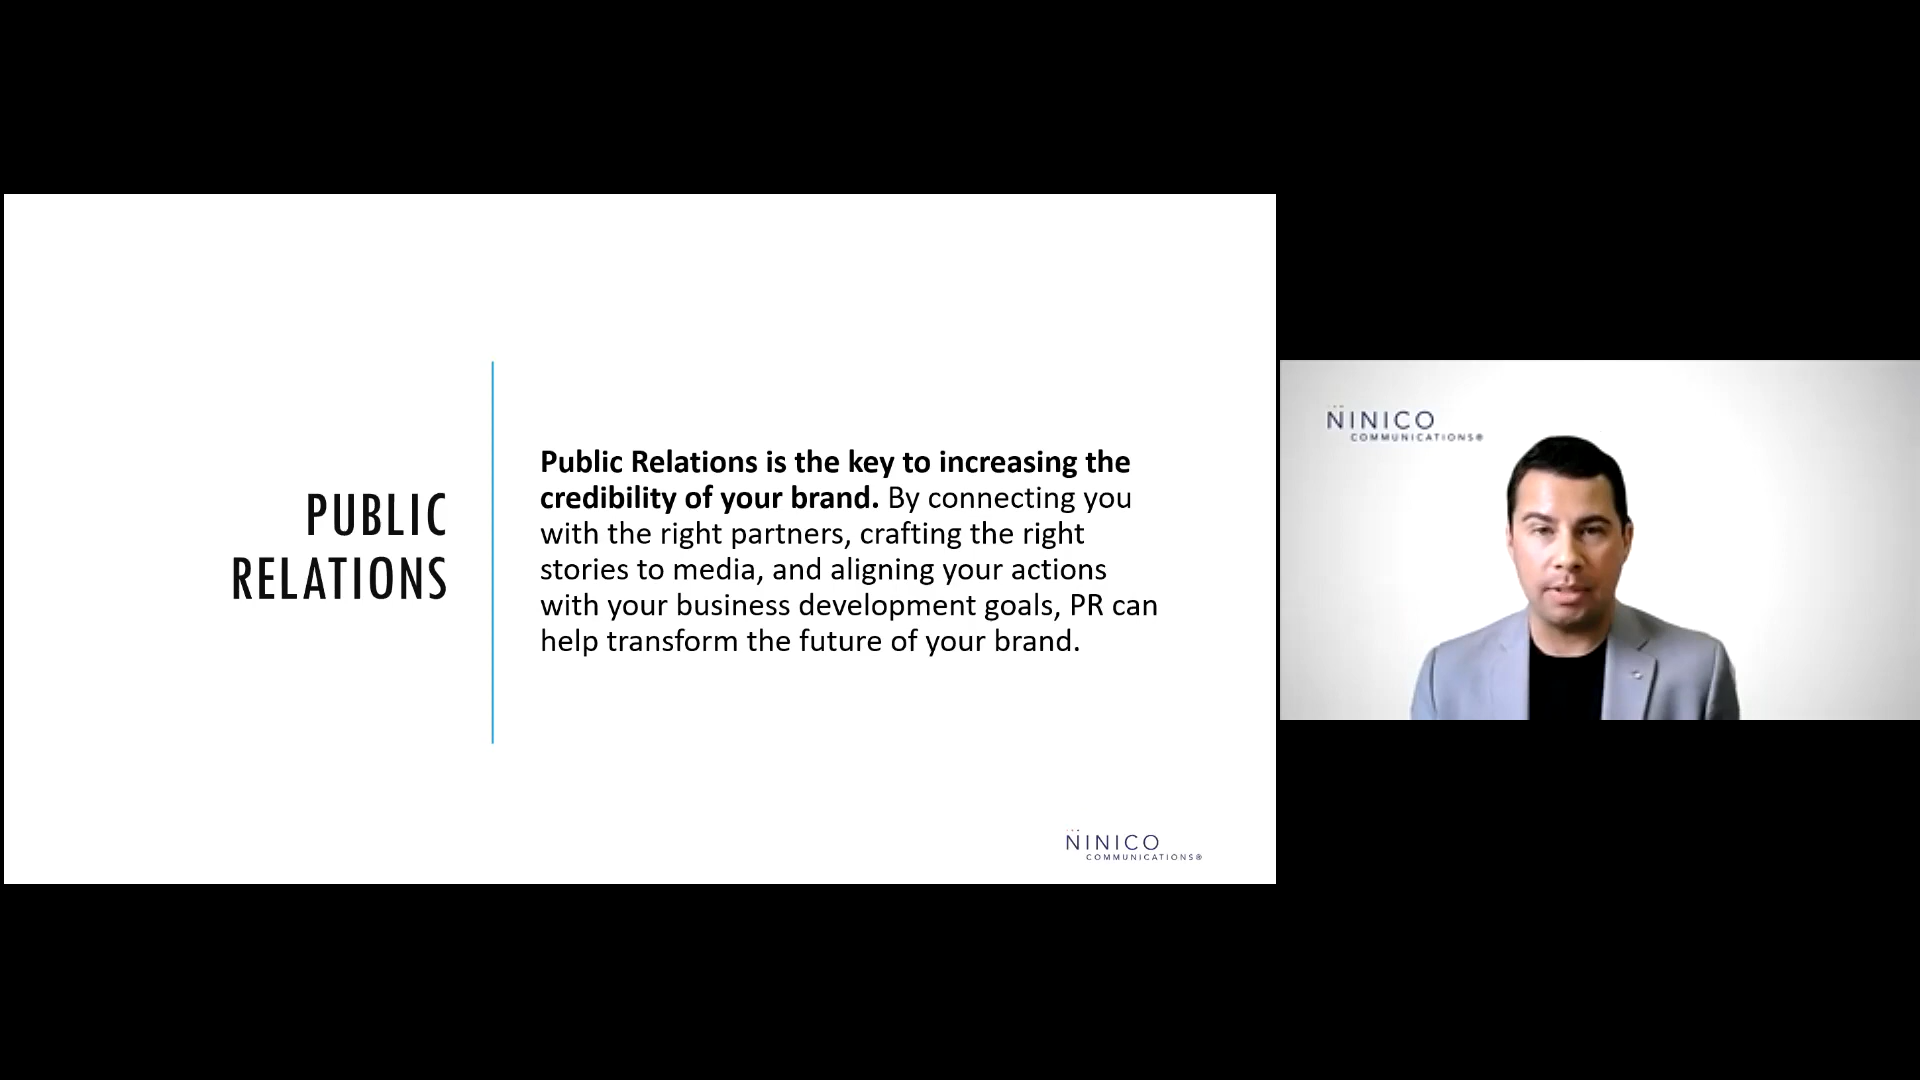 PUBLIC
RELATIONS
Public Relations is the key to increasing the
credibility of your brand. By connecting you
with the right partners, crafting the right
stories to media, and aligning your actions
with your business development goals, PR can
help transform the future of your brand.
NINICO
COMMUNICATIONS®
NINICO
COMMUNICATIONS®